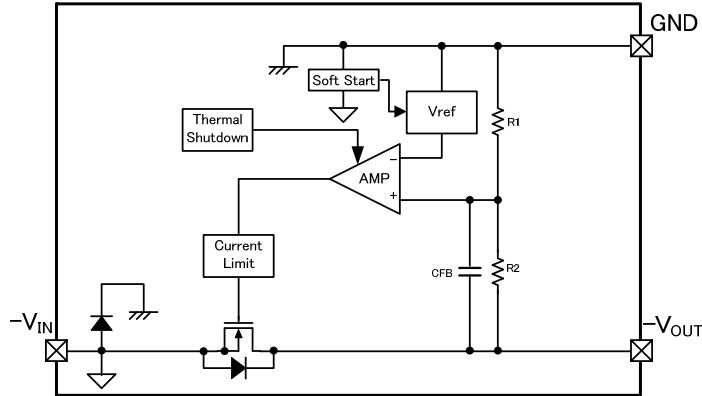 GND
Soft Start
Vref
Thermal
Shutdown
R1
−
AMP
+
Current
Limit
CFB
R2
−VIN
−VOUT